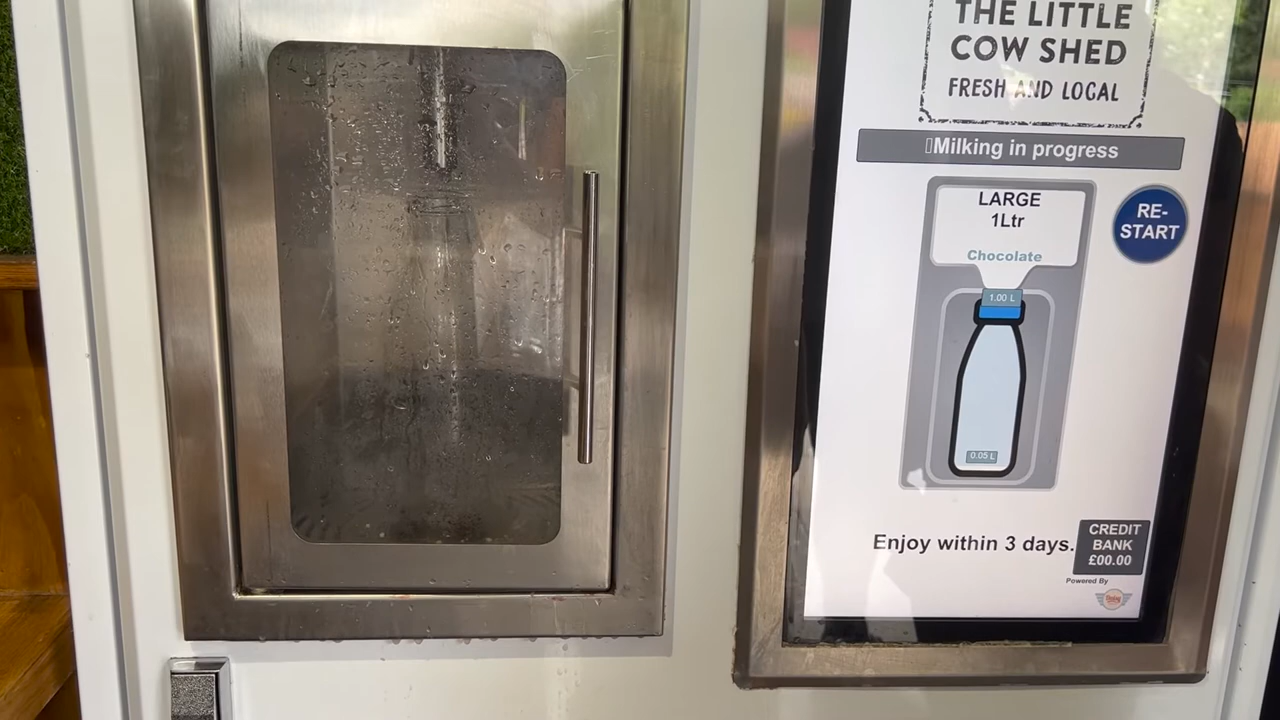 THE LITTLE
COW SHED
FRESH AND LOCAL
Milking in progress
LARGE
1Ltr
Chocolate
RE-
START
1.00 L
0.05 L
Enjoy within 3 days.
CREDIT
BANK
£00.00
Powered By